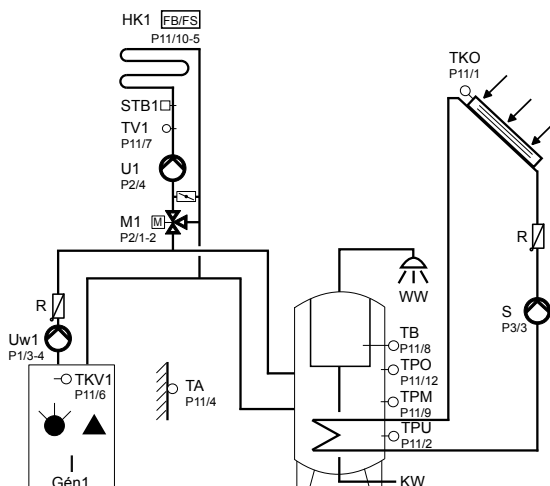 HK1 FB/FS
P11/10-5
TKO
P11/1
STB1
TV1
P11/7
U1
P2/4
M1 M
P2/1-2
R
WW
R
S
P3/3
Uw1
P1/3-4
TB
P11/8
TPO
P11/12
TPM
P11/9
TPU
P11/2
TKV1
P11/6
TA
P11/4
KW
Gén1